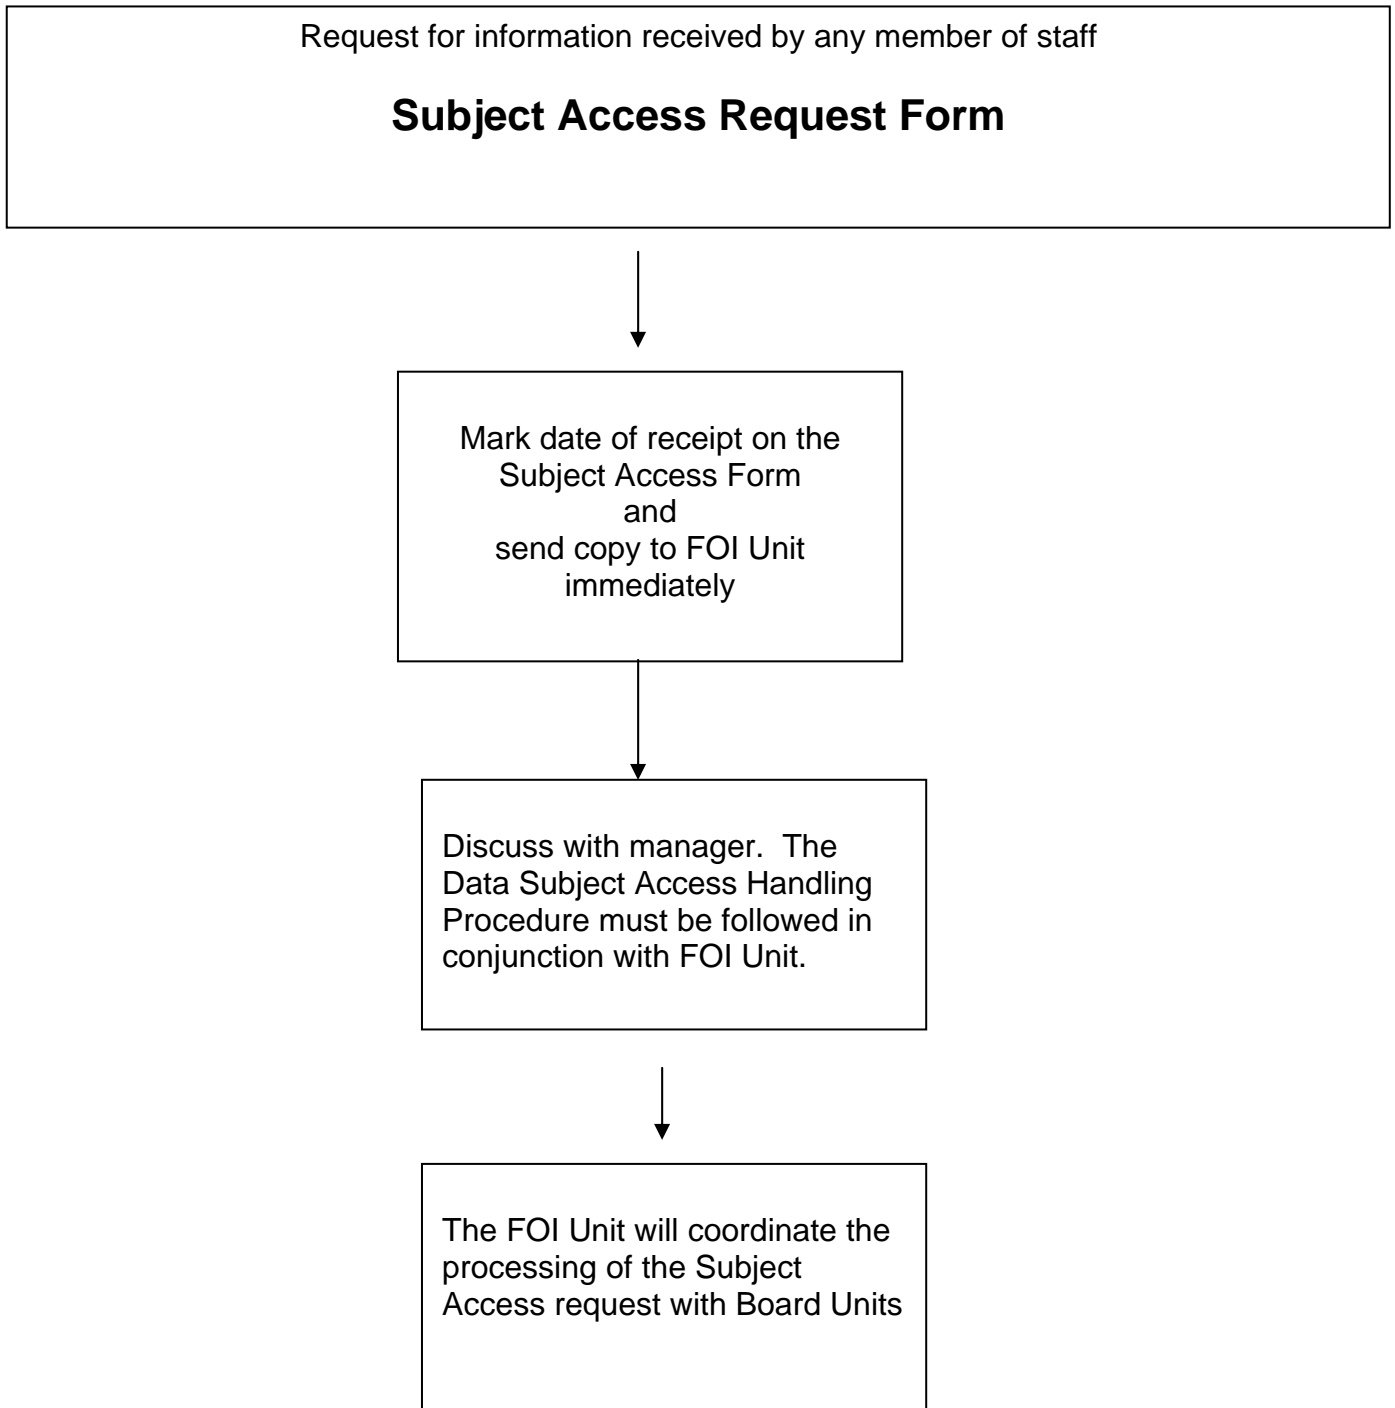 Request for information received by any member of staff
Subject Access Request Form
Mark date of receipt on the
Subject Access Form
and
send copy to FOI Unit
immediately
Discuss with manager.  The
Data Subject Access Handling
Procedure must be followed in
conjunction with FOI Unit.
The FOI Unit will coordinate the
processing of the Subject
Access request with Board Units